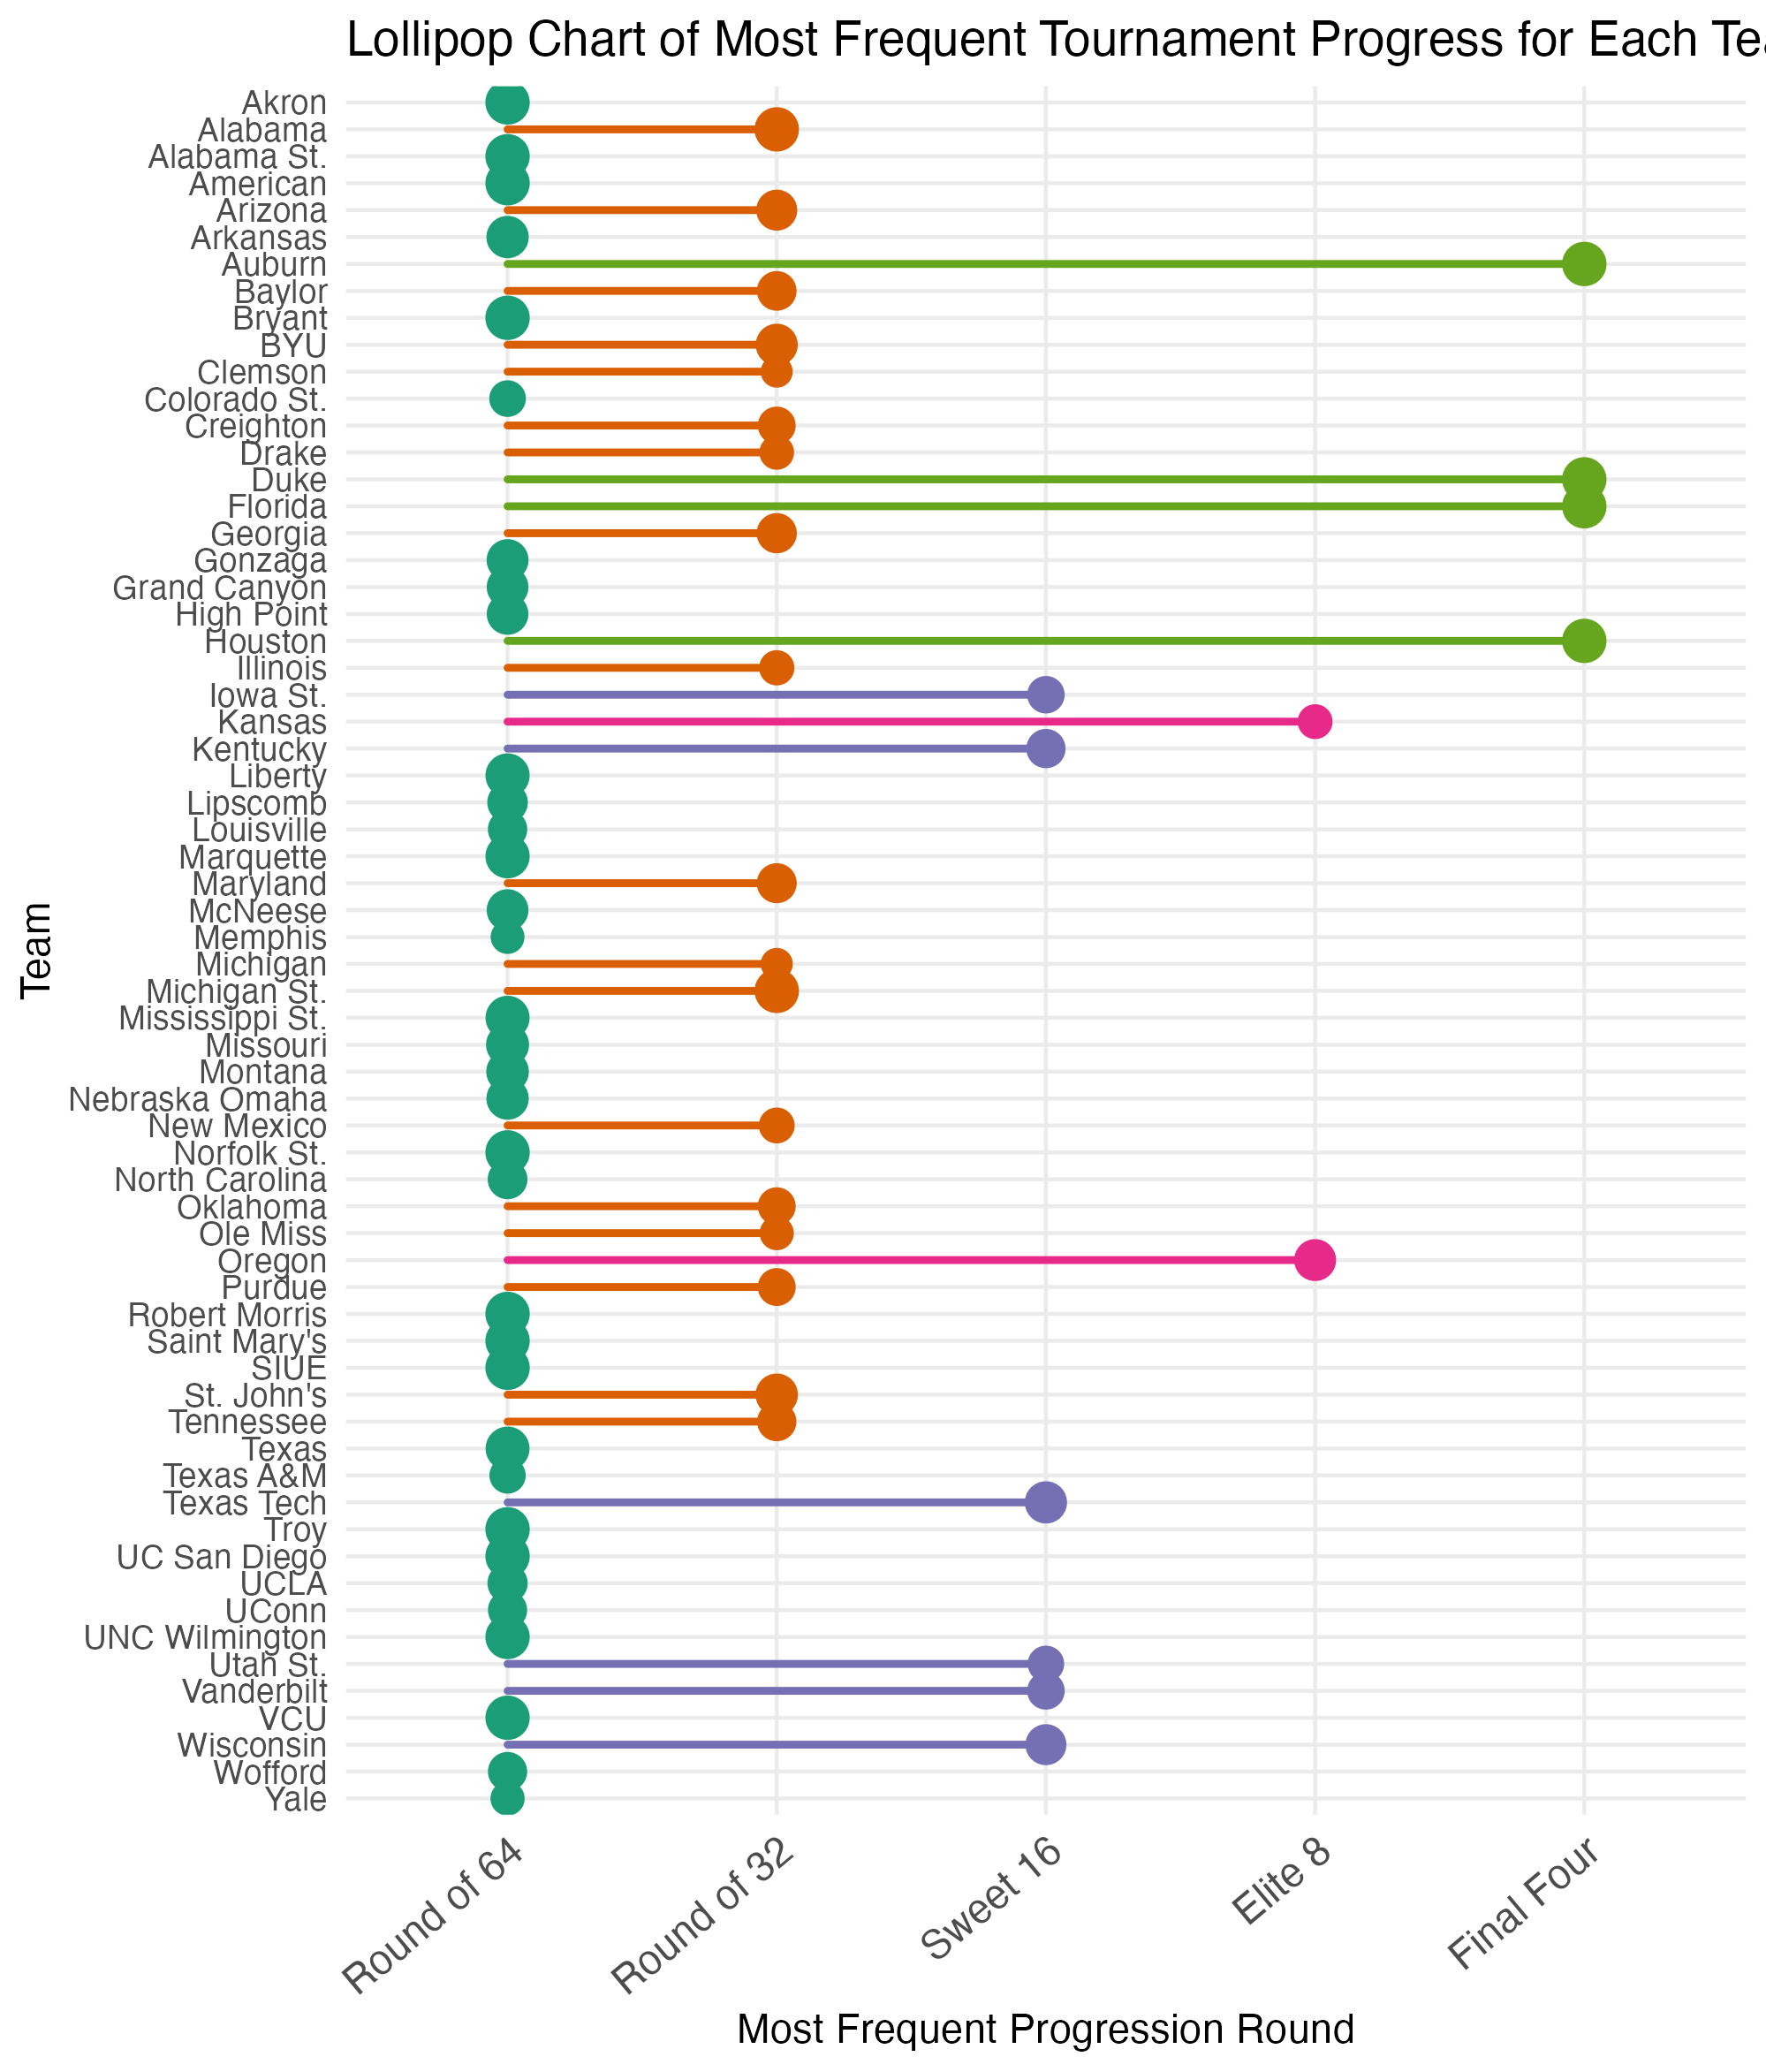 Lollipop Chart of Most Frequent Tournament Progress for Each Tea
Akron
Alabama
Alabama St.
American
Arizona
Arkansas
Auburn
Baylor
Bryant
BYU
Clemson
Colorado St.
Creighton
Drake
Duke
Florida
Georgia
Gonzaga
Grand Canyon
High Point
Houston
Illinois
Iowa St.
Kansas
Kentucky
Liberty
Lipscomb
Louisville
Marquette
Maryland
McNeese
Memphis
Michigan
Michigan St.
Mississippi St.
Missouri
Montana
Nebraska Omaha
New Mexico
Norfolk St.
North Carolina
Oklahoma
Ole Miss
Oregon
Purdue
Robert Morris
Saint Mary's
SIUE
St. John's
Tennessee
Texas
Texas A&M
Texas Tech
Troy
UC San Diego
UCLA
UConn
UNC Wilmington
Utah St.
Vanderbilt
VCU
Wisconsin
Wofford
Yale
Team
Round of 64
Round of 32
Sweet 16
Elite 8
Final Four
Most Frequent Progression Round